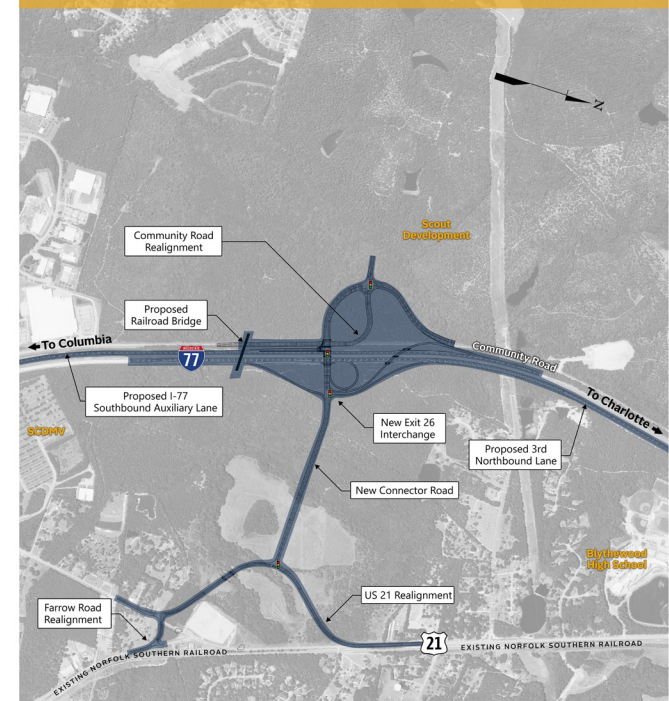 N
Scout
Development
Community Road
Realignment
Proposed
Railroad Bridge
To Columbia
INTERSTATE
77
Community Road
To Charlotte
Proposed I-77
Southbound Auxiliary Lane
New Exit 26
Interchange
SCDMV
Proposed 3rd
Northbound Lane
New Connector Road
Blythewood
High School
US 21 Realignment
Farrow Road
Realignment
21
EXISTING NORFOLK SOUTHERN RAILROAD
EXISTING NORFOLK SOUTHERN RAILROAD